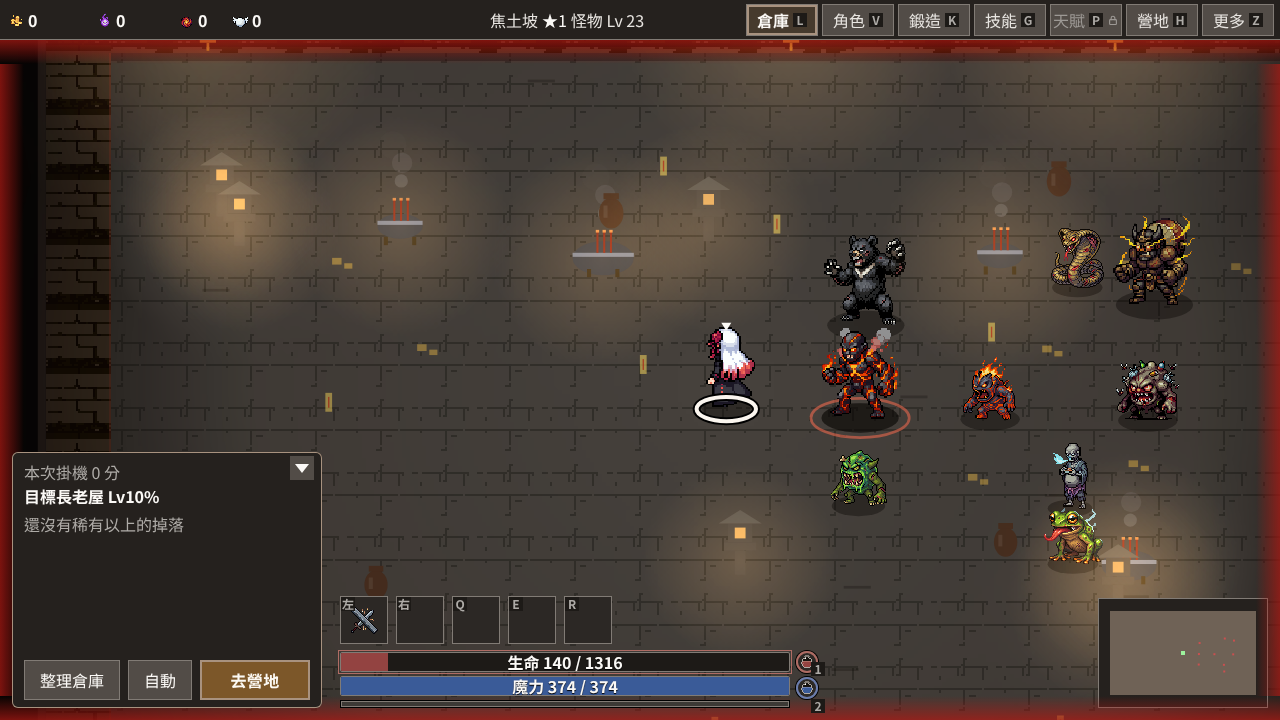 0
0
0
0
焦土坡 ★1 怪物 Lv 23
倉庫 L
角色 V
鍛造 K
技能 G
天賦 P
營地 H
更多 Z
本次掛機 0 分
目標長老屋 Lv10%
還沒有稀有以上的掉落
整理倉庫
自動
去營地
左
右
Q
E
R
生命 140 / 1316
1
魔力 374 / 374
2